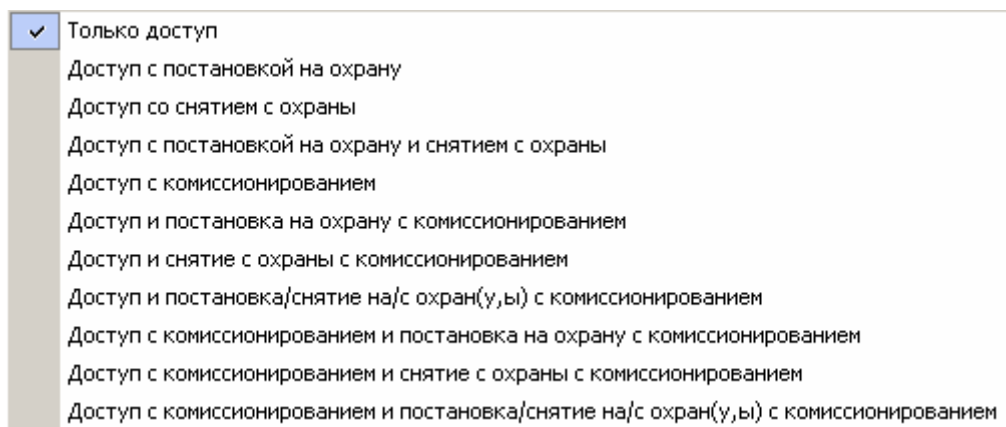 Только доступ
Доступ с постановкой на охрану
Доступ со снятием с охраны
Доступ с постановкой на охрану и снятием с охраны
Доступ с комиссионированием
Доступ и постановка на охрану с комиссионированием
Доступ и снятие с охраны с комиссионированием
Доступ и постановка/снятие на/с охран(у,ы) с комиссионированием
Доступ с комиссионированием и постановка на охрану с комиссионированием
Доступ с комиссионированием и снятие с охраны с комиссионированием
Доступ с комиссионированием и постановка/снятие на/с охран(у,ы) с комиссионированием